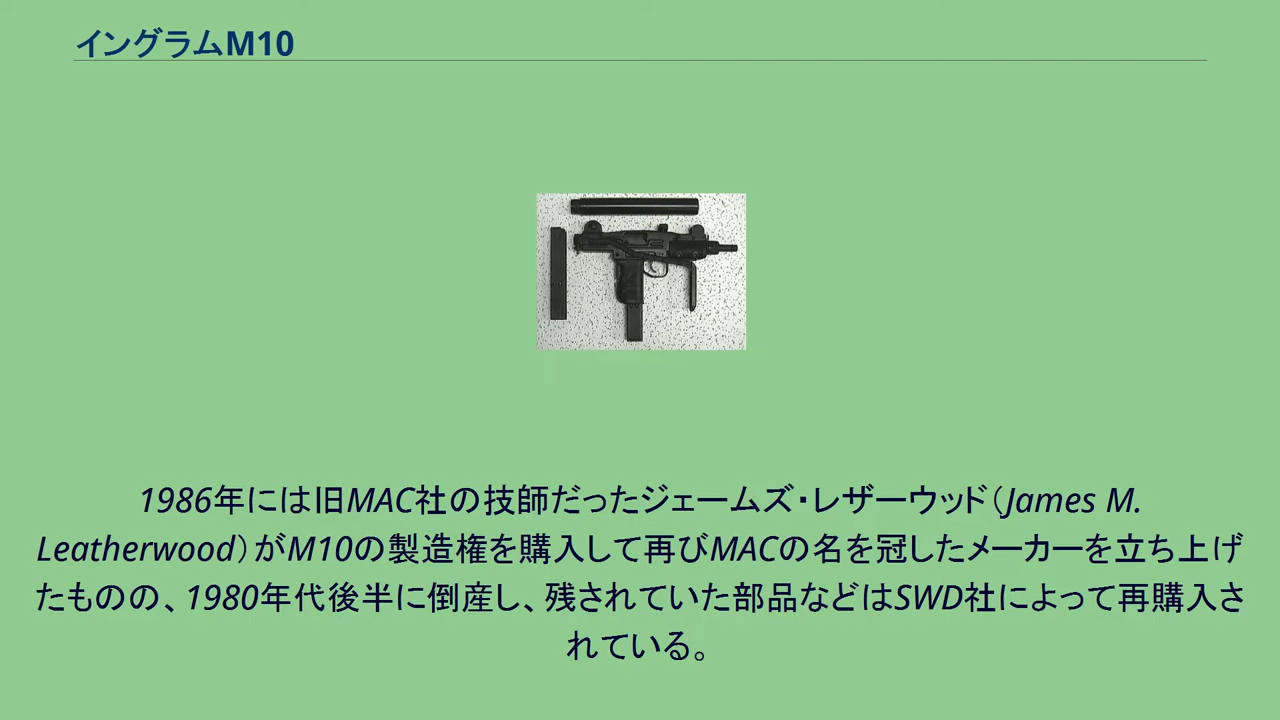 イングラムM10
1986年には旧MAC社の技師だったジェームズ・レザーウッド（James M.
Leatherwood）がM10の製造権を購入して再びMACの名を冠したメーカーを立ち上げ
たものの、1980年代後半に倒産し、残されていた部品などはSWD社によって再購入さ
れている。